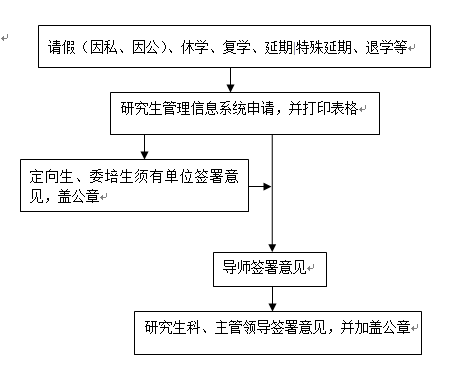 请假（因私、因公）、休学、复学、延期|特殊延期、退学等
研究生管理信息系统申请，并打印表格
定向生、委培生须有单位签署意
见，盖公章
导师签署意见
研究生科、主管领导签署意见，并加盖公章